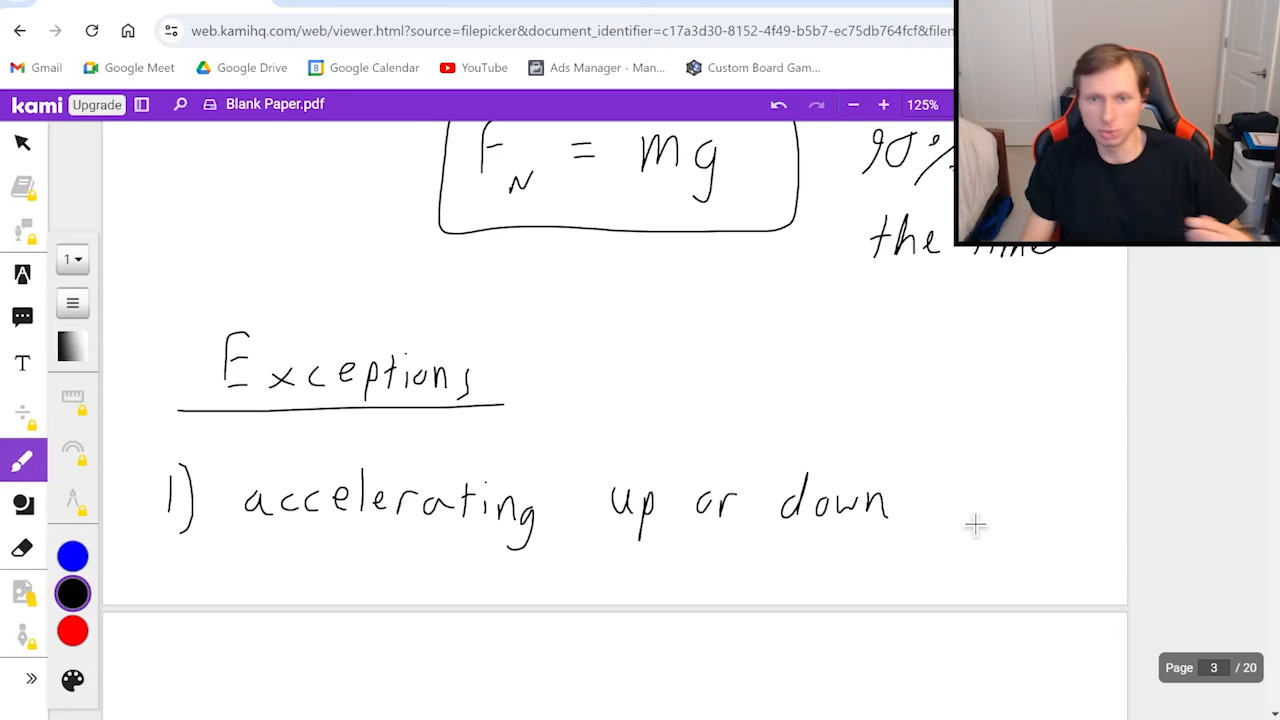 web.kamihq.com/web/viewer.html?source=filepicker&document_identifier=c17a3d30-8152-4f49-b5b7-ec75db764fcf&filen
Gmail Google Meet Google Drive 8 Google Calendar YouTube Ads Manager - Man... Custom Board Gam...
kami Upgrade Blank Paper.pdf 125%
F_N = mg
90%
the time
Exceptions
1) accelerating up or down
1
A
T
Page 3 / 20